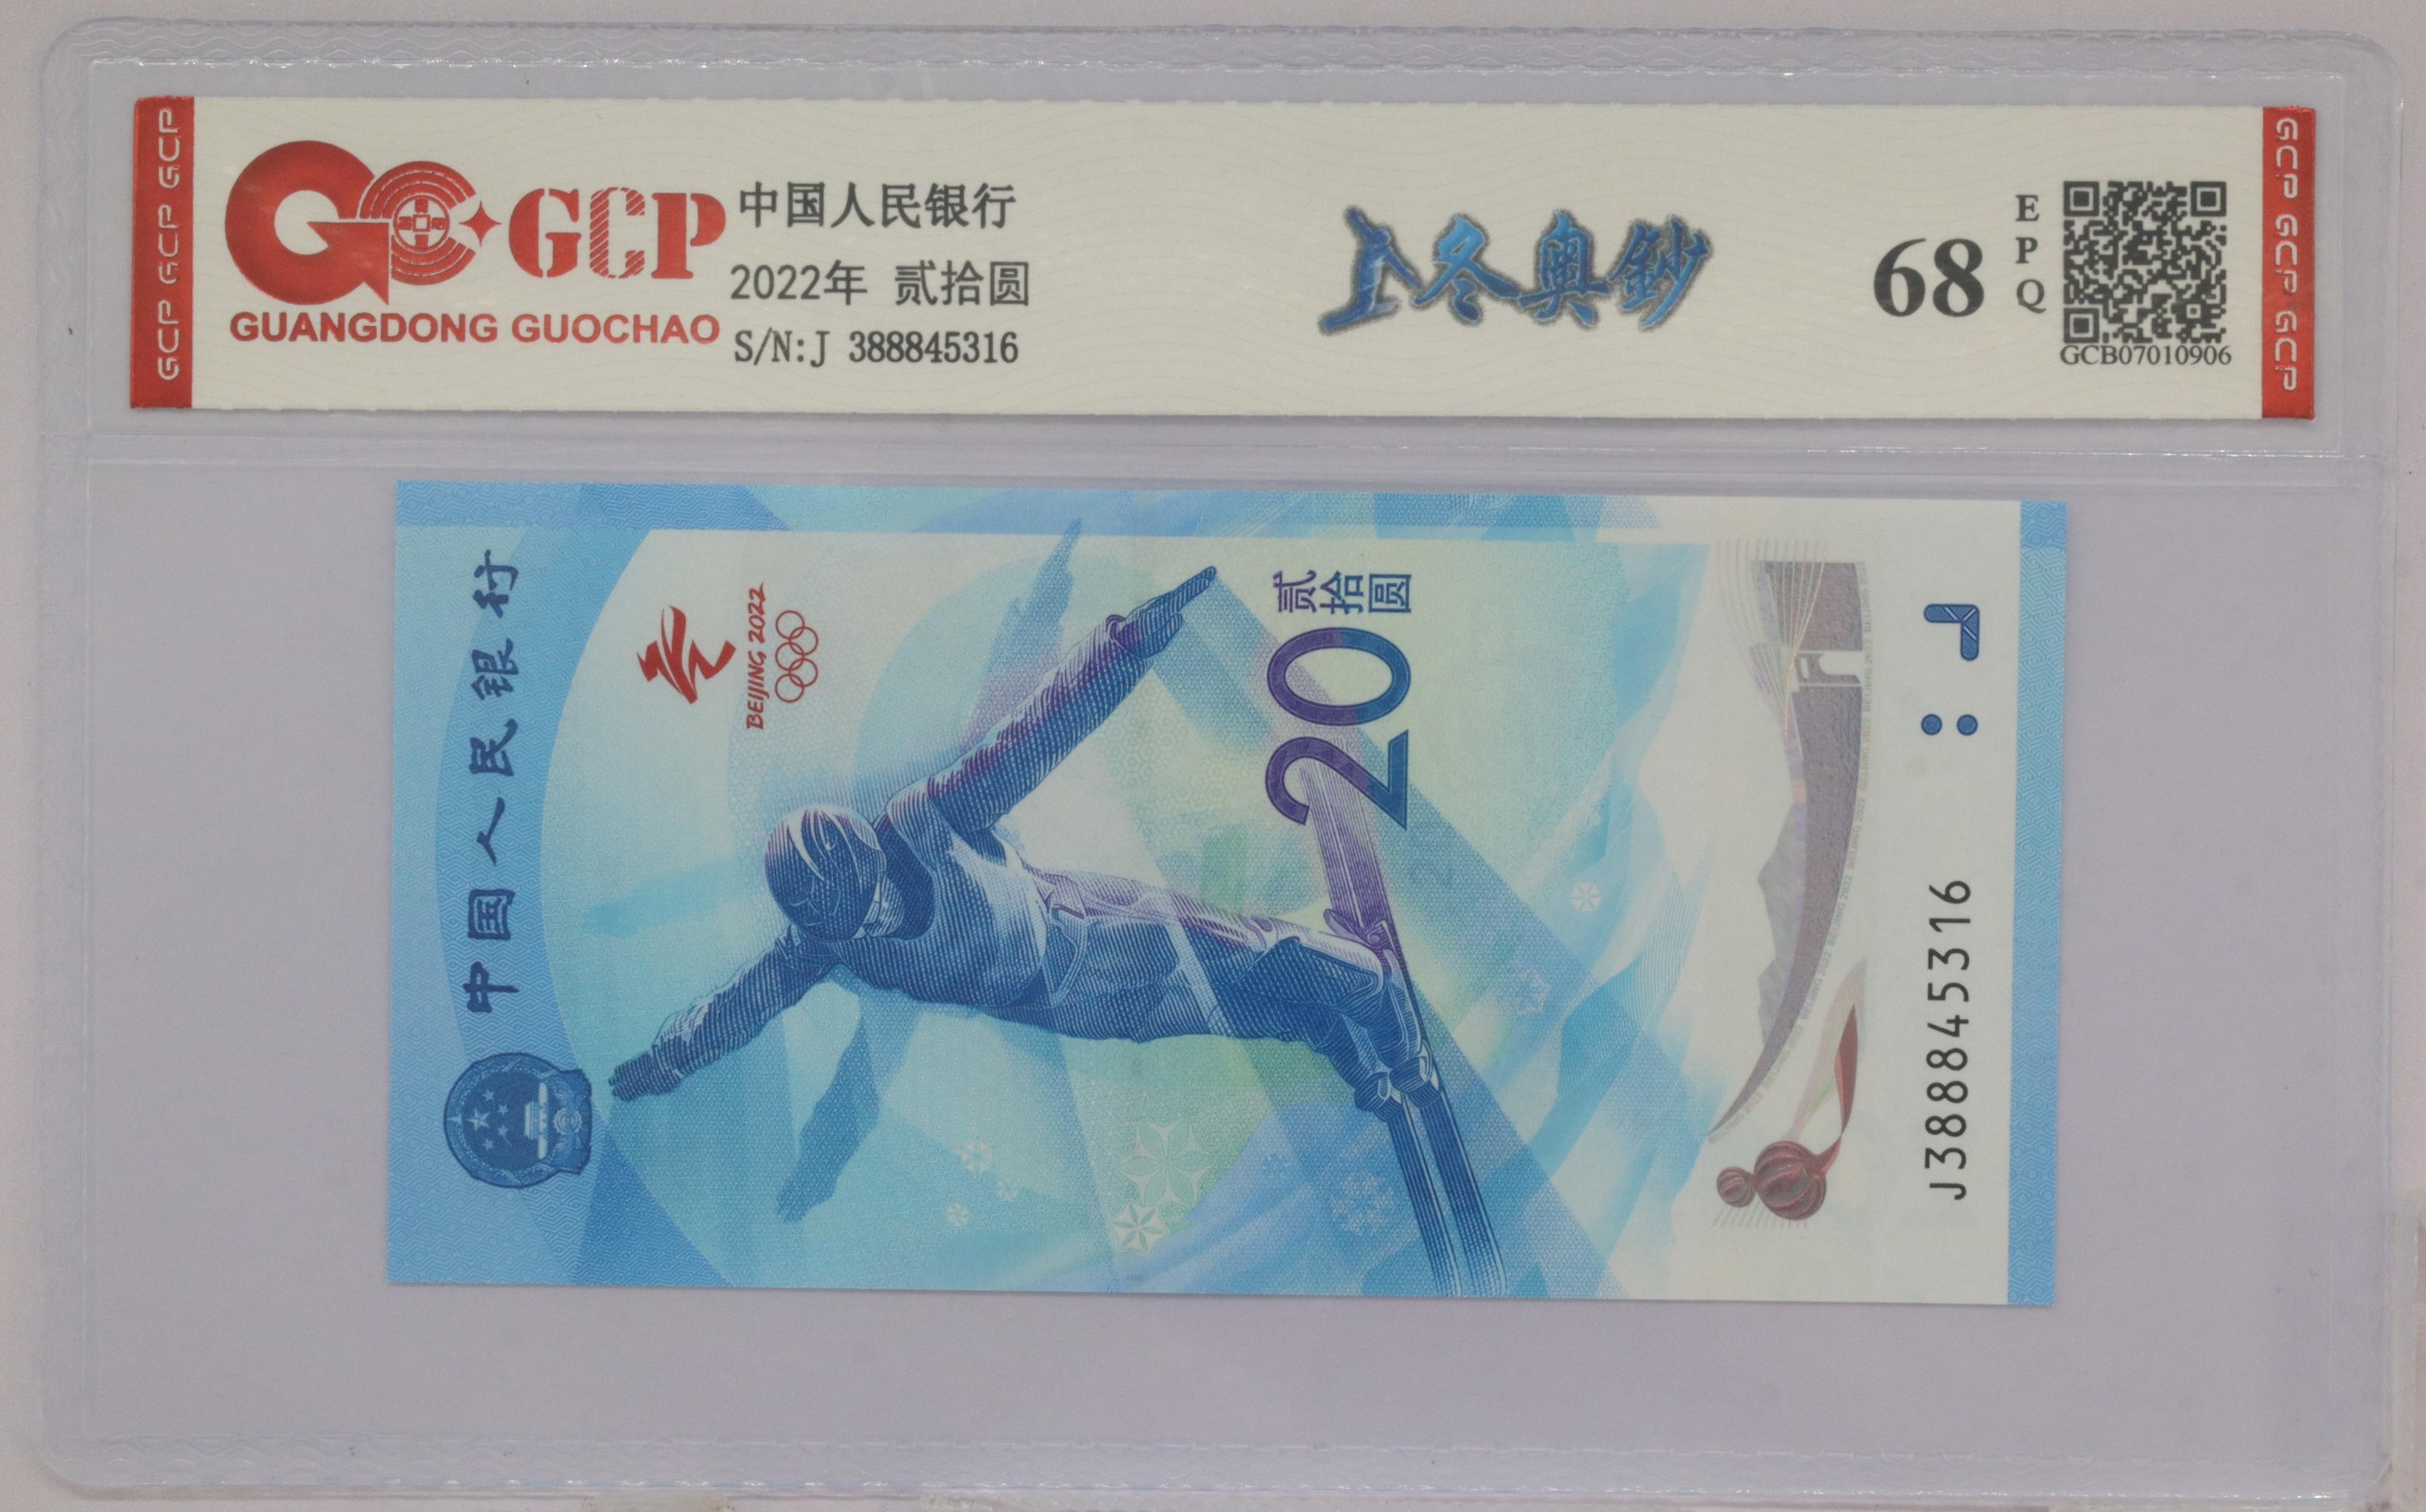 GCP GCP GCP
GCP
GUANGDONG GUOCHAO
中国人民银行
2022年 贰拾圆
S/N:J 388845316
冬奥鈔
68
EPQ
GCB07010906
GCP GCP GCP
中国人民银行
BEIJING 2022
贰拾圆
20
J388845316